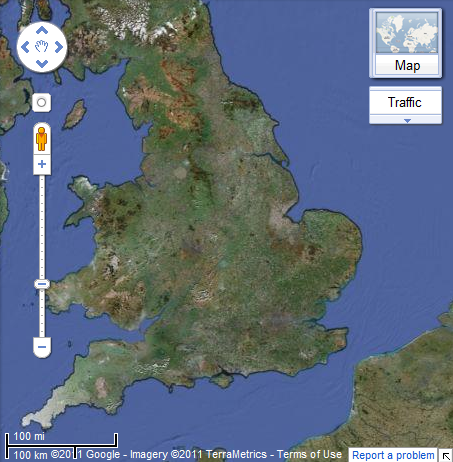 Map
Traffic
100 mi
100 km ©2011 Google - Imagery ©2011 TerraMetrics - Terms of Use
Report a problem